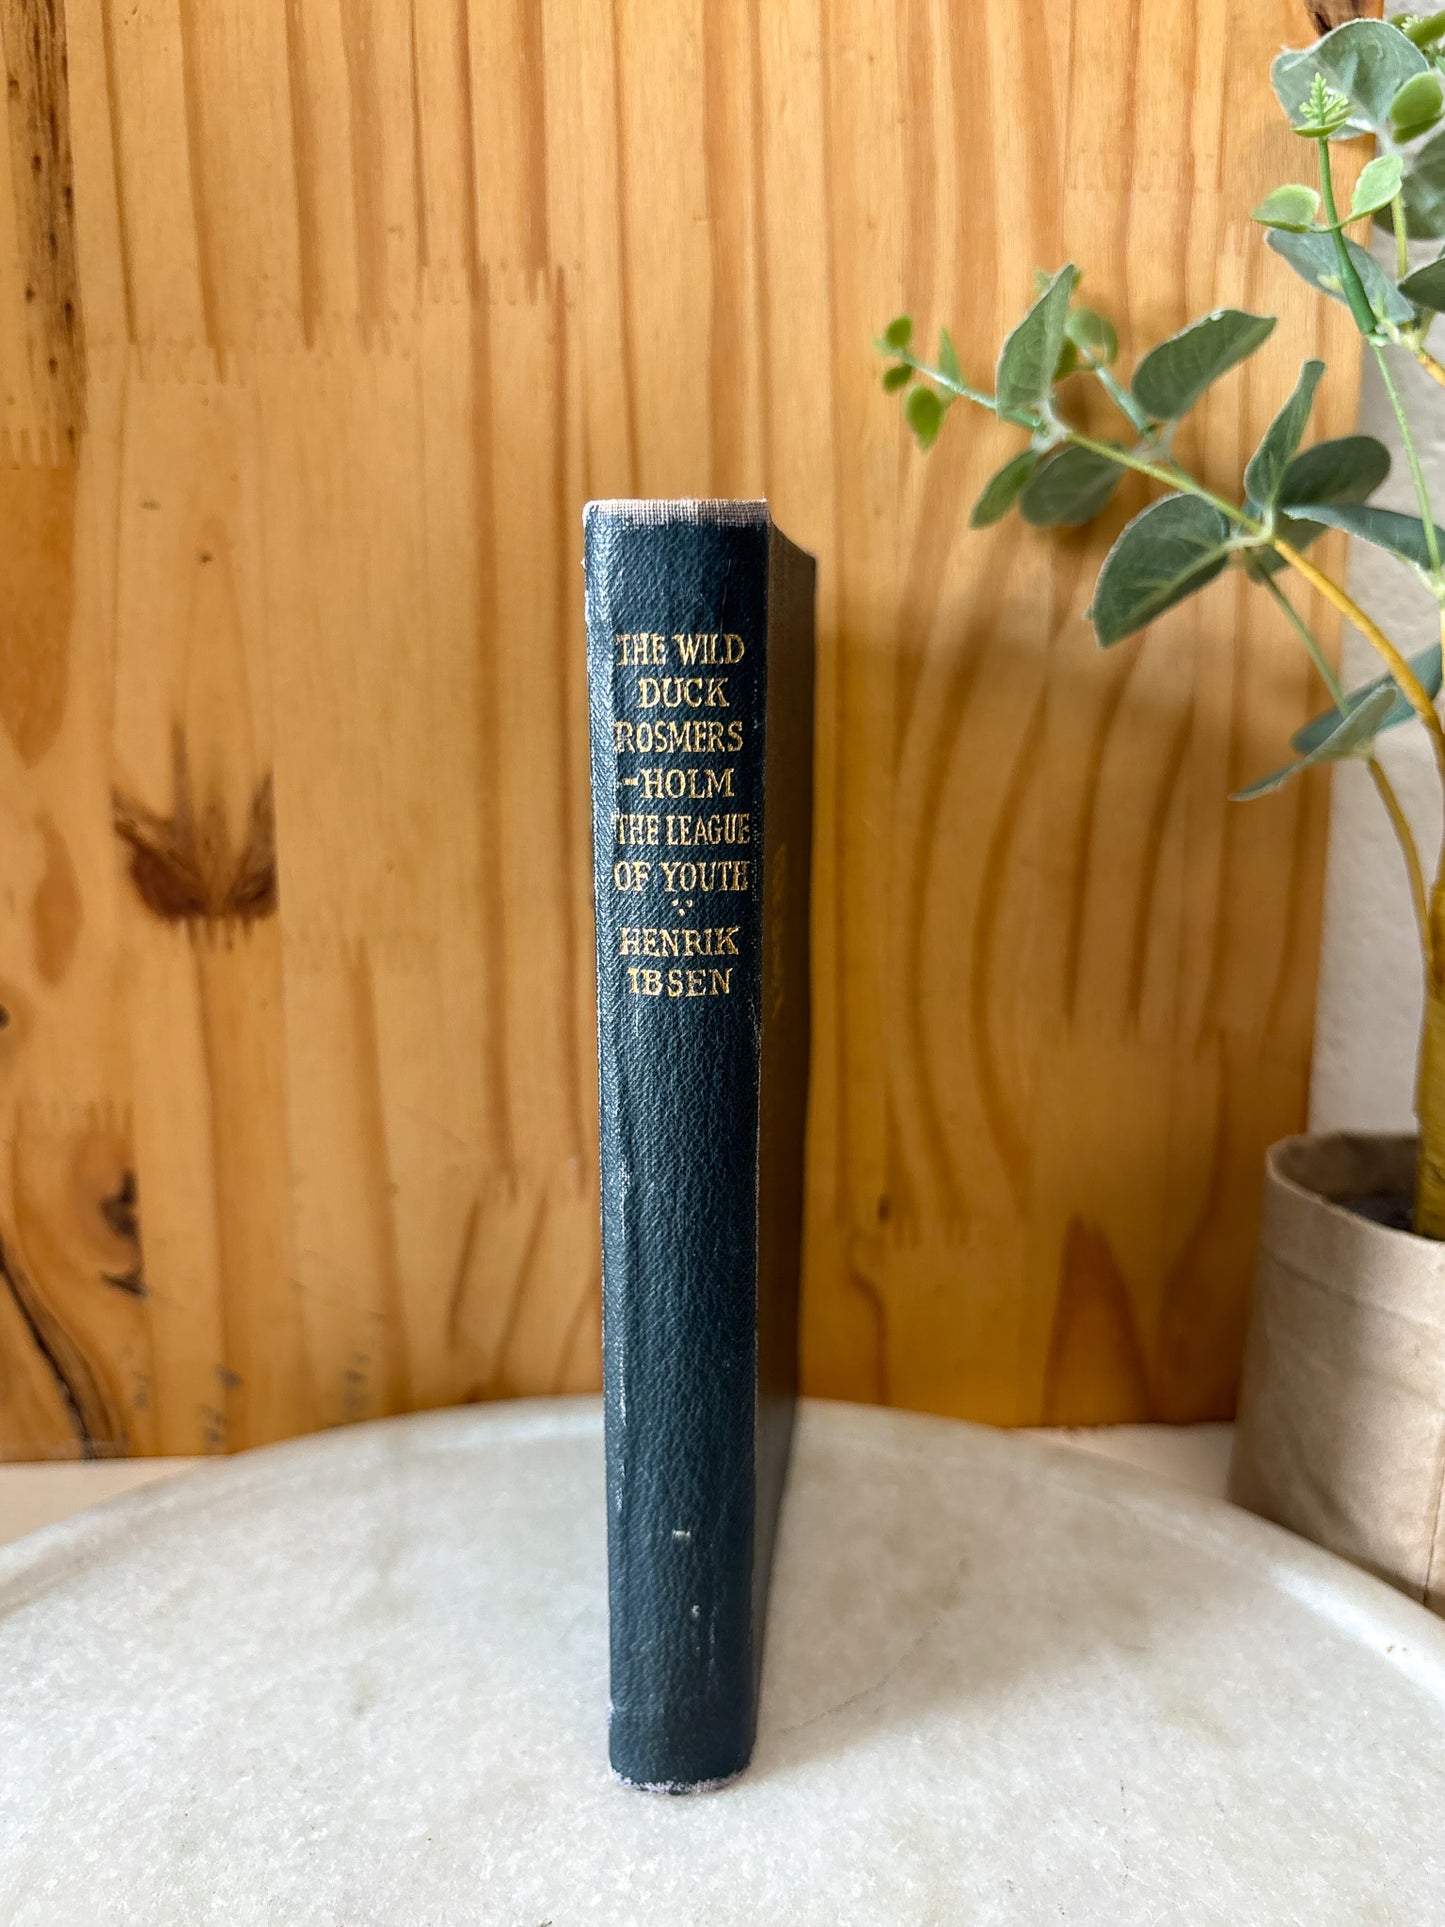 THE WILD
DUCK
ROSMERS
-HOLM
THE LEAGUE
OF YOUTH
HENRIK
IBSEN